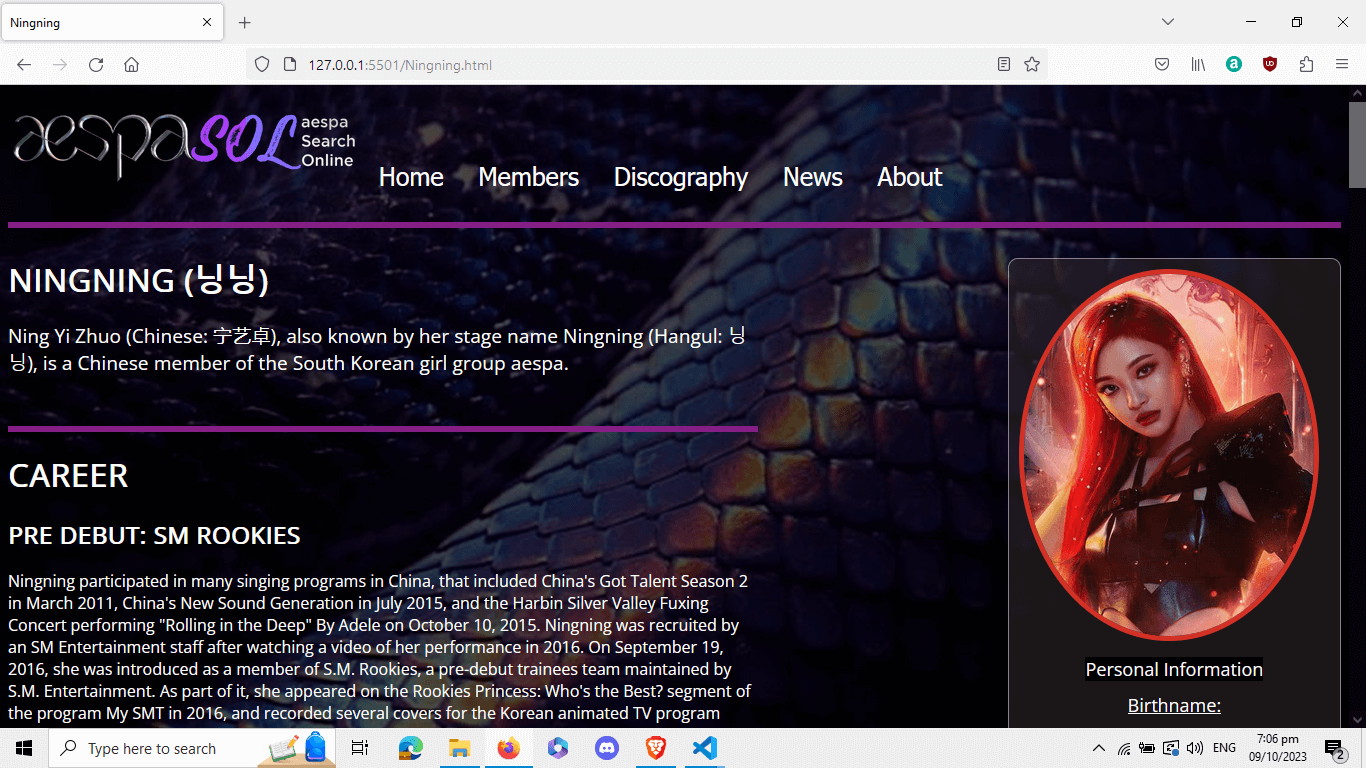 Ningning
127.0.0.1:5501/Ningning.html
aespa SOL aespa
Search
Online
Home Members Discography News About
NINGNING (닝닝)
Ning Yi Zhuo (Chinese: 宁艺卓), also known by her stage name Ningning (Hangul: 닝
닝), is a Chinese member of the South Korean girl group aespa.
CAREER
PRE DEBUT: SM ROOKIES
Ningning participated in many singing programs in China, that included China's Got Talent Season 2
in March 2011, China's New Sound Generation in July 2015, and the Harbin Silver Valley Fuxing
Concert performing "Rolling in the Deep" By Adele on October 10, 2015. Ningning was recruited by
an SM Entertainment staff after watching a video of her performance in 2016. On September 19,
2016, she was introduced as a member of S.M. Rookies, a pre-debut trainees team maintained by
S.M. Entertainment. As part of it, she appeared on the Rookies Princess: Who's the Best? segment of
the program My SMT in 2016, and recorded several covers for the Korean animated TV program
Personal Information
Birthname:
Type here to search
ENG
7:06 pm
09/10/2023
2